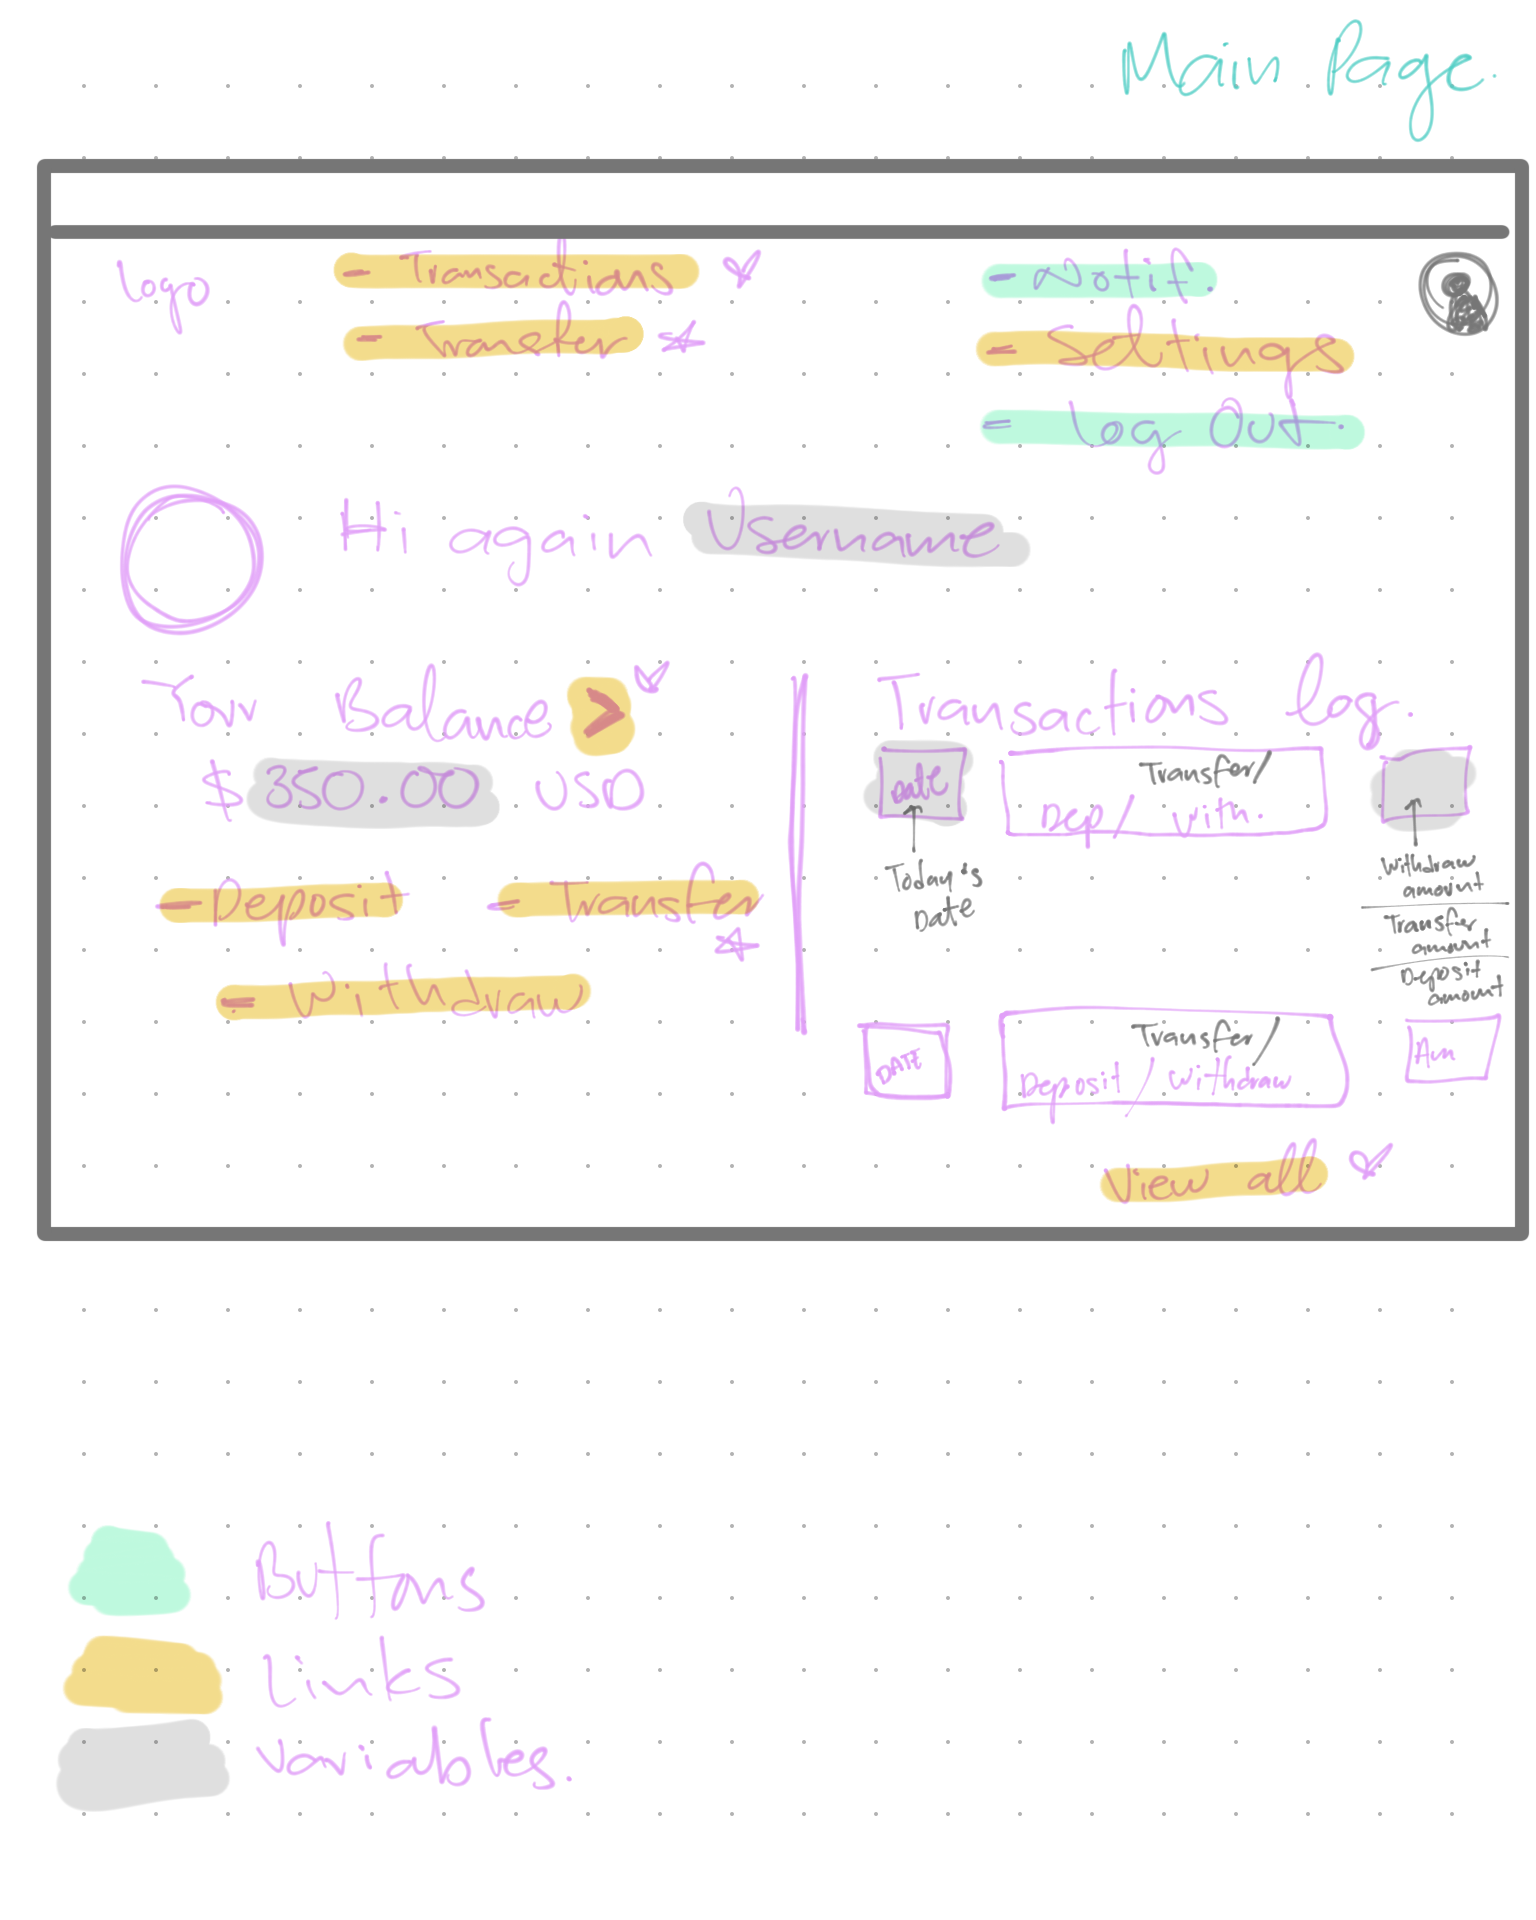 Main Page.
Logo
- Transactions
- Transfer
- Notif.
- Settings
- Log Out.
Hi again Username
Your Balance >
$ 350.00 USD
- Deposit - Transfer
- Withdraw
Transactions log.
Date
Transfer/
Dep/ With.
Today's
Date
Withdraw
amount
Transfer
amount
Deposit
amount
DATE
Transfer/
Deposit / Withdraw
Am
View all
Buttons
Links
Variables.